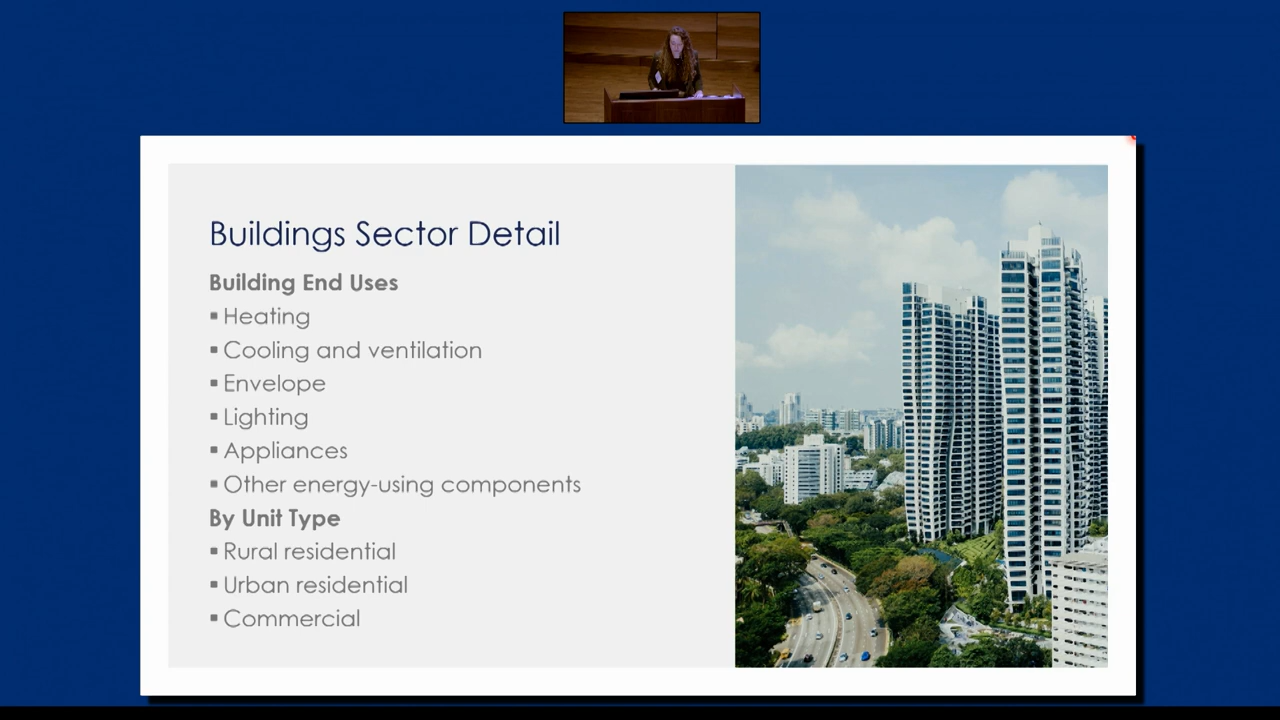 Buildings Sector Detail
Building End Uses
▪ Heating
▪ Cooling and ventilation
▪ Envelope
▪ Lighting
▪ Appliances
▪ Other energy-using components
By Unit Type
▪ Rural residential
▪ Urban residential
▪ Commercial